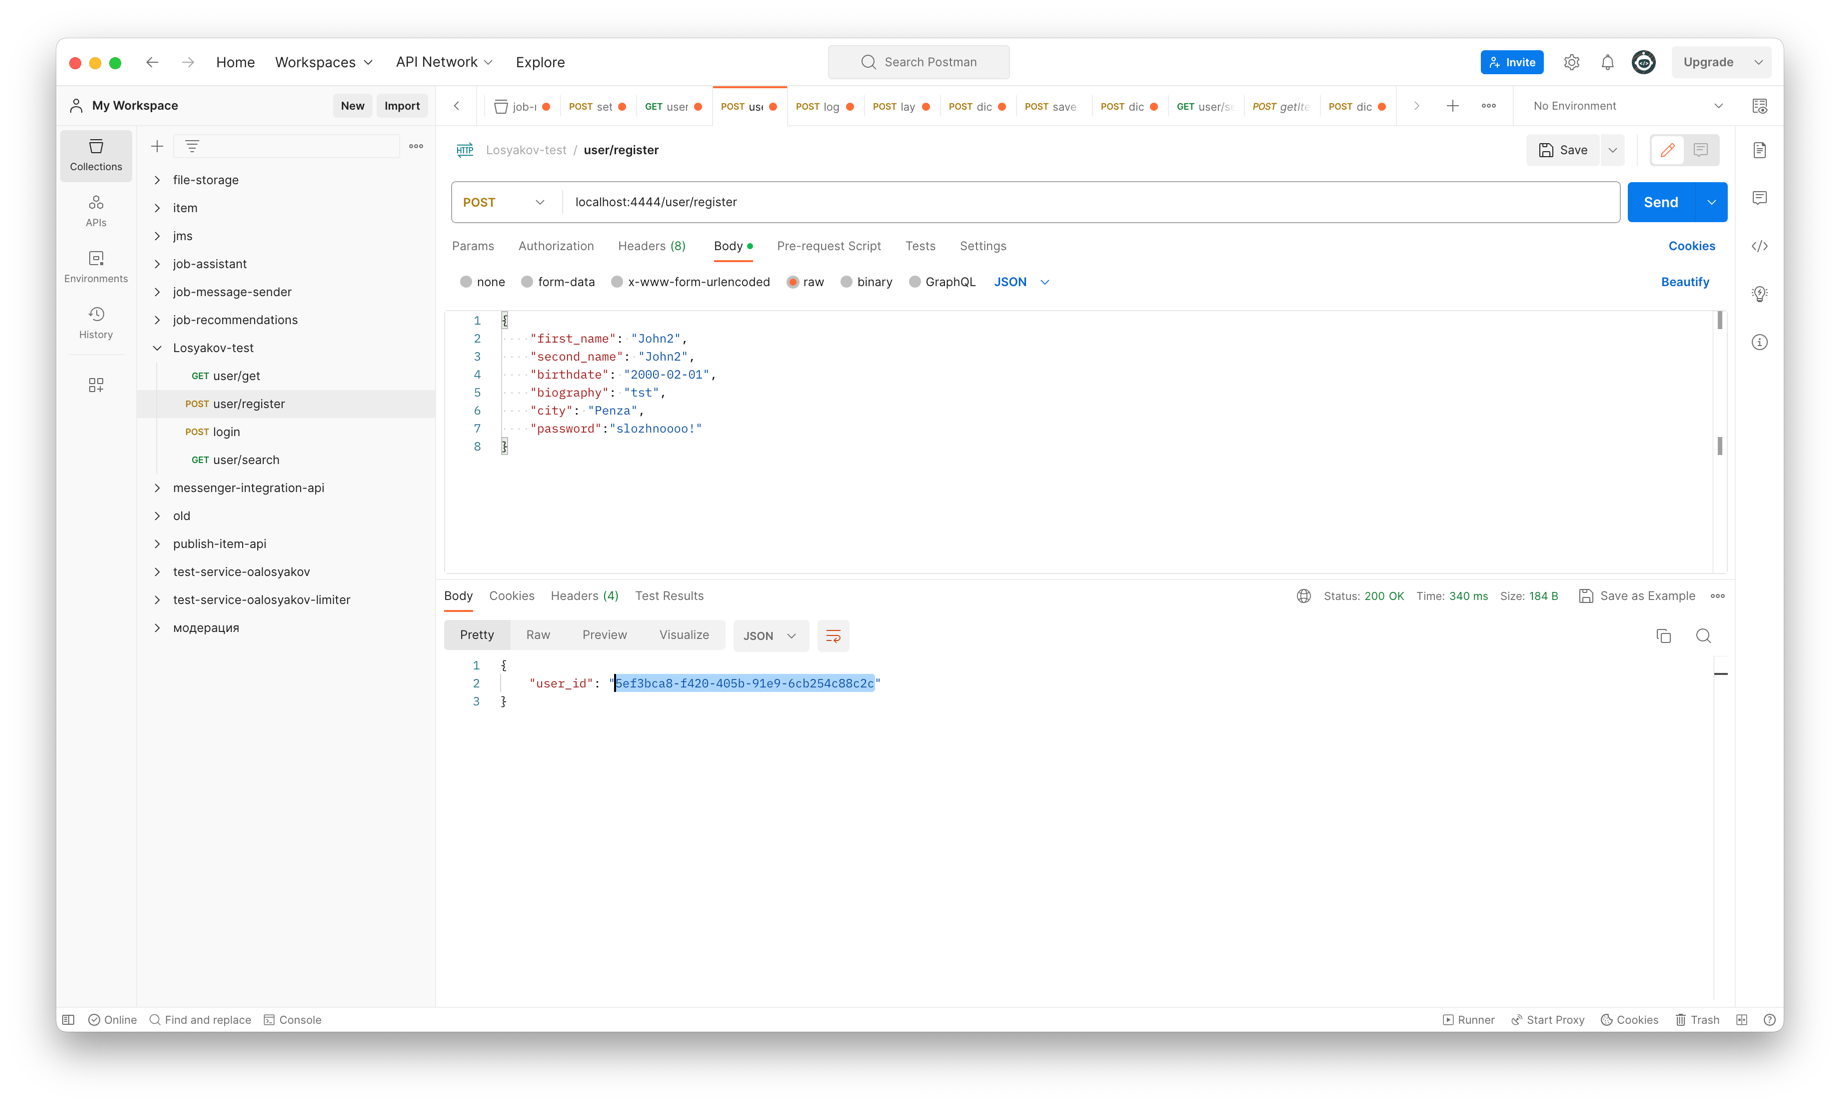 Home Workspaces API Network Explore Search Postman Invite Upgrade
My Workspace New Import
job-r POST set GET user POST use POST log POST lay POST dic POST save POST dic GET user/se POST getIte POST dic No Environment
Collections
APIs
Environments
History
file-storage
item
jms
job-assistant
job-message-sender
job-recommendations
Losyakov-test
GET user/get
POST user/register
POST login
GET user/search
messenger-integration-api
old
publish-item-api
test-service-oalosyakov
test-service-oalosyakov-limiter
модерация
HTTP Losyakov-test / user/register Save
POST localhost:4444/user/register Send
Params Authorization Headers (8) Body Pre-request Script Tests Settings Cookies
none form-data x-www-form-urlencoded raw binary GraphQL JSON Beautify
1 {
2 "first_name": "John2",
3 "second_name": "John2",
4 "birthdate": "2000-02-01",
5 "biography": "tst",
6 "city": "Penza",
7 "password":"slozhnoooo!"
8 }
Body Cookies Headers (4) Test Results Status: 200 OK Time: 340 ms Size: 184 B Save as Example
Pretty Raw Preview Visualize JSON
1 {
2 "user_id": "5ef3bca8-f420-405b-91e9-6cb254c88c2c"
3 }
Online Find and replace Console Runner Start Proxy Cookies Trash